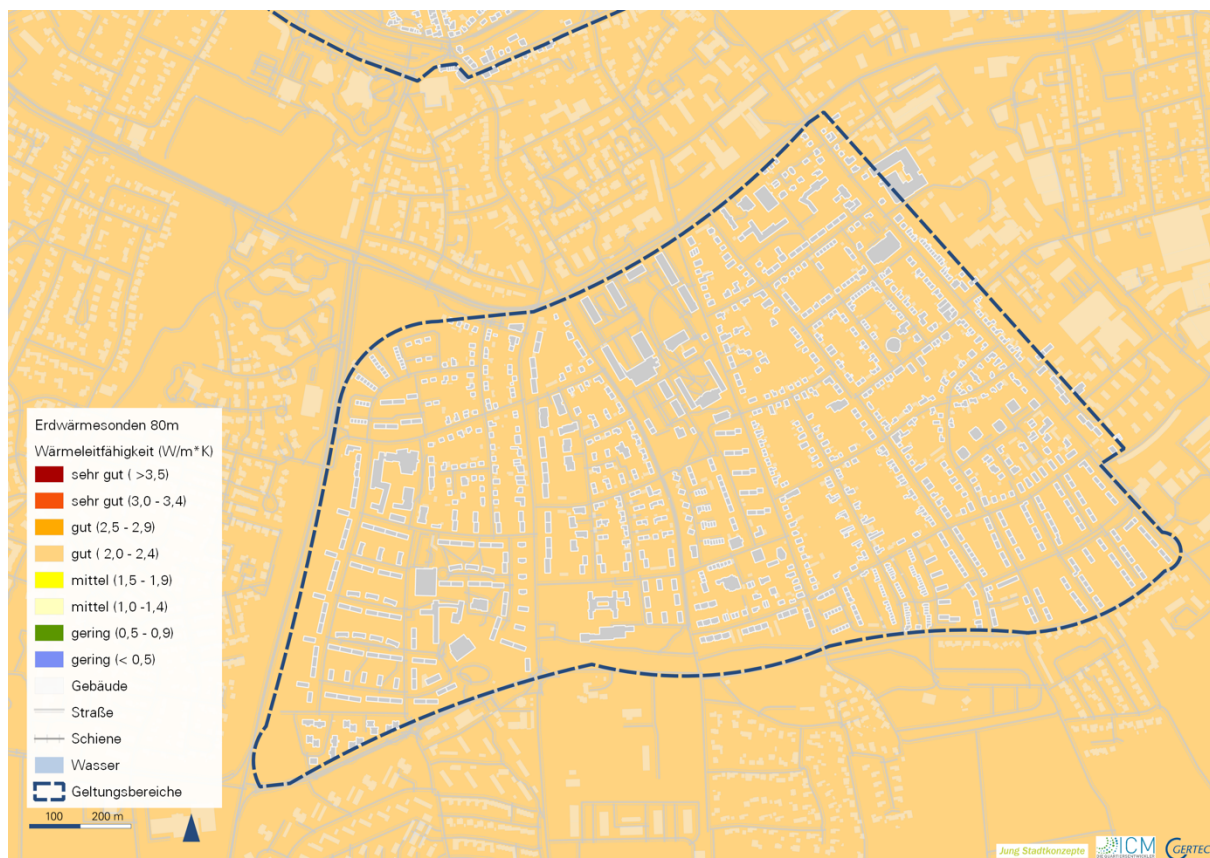 Erdwärmesonden 80m
Wärmeleitfähigkeit (W/m*K)
sehr gut ( >3,5)
sehr gut (3,0 - 3,4)
gut (2,5 - 2,9)
gut ( 2,0 - 2,4)
mittel (1,5 - 1,9)
mittel (1,0 -1,4)
gering (0,5 - 0,9)
gering (< 0,5)
Gebäude
Straße
Schiene
Wasser
Geltungsbereiche
100 200 m
Jung Stadtkonzepte
ICM
DIE QUARTIERSENTWICKLER
GERTEC